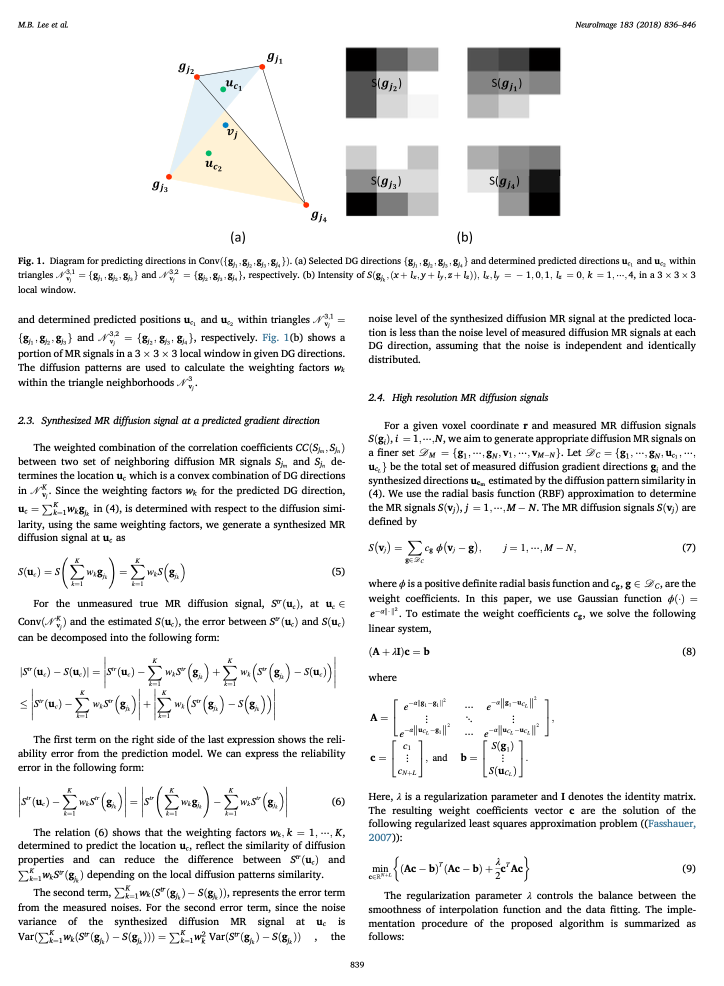 M.B. Lee et al.
NeuroImage 183 (2018) 836–846
g_{j_1}
g_{j_2}
u_{c_1}
v_j
u_{c_2}
g_{j_3}
g_{j_4}
S(g_{j_2})
S(g_{j_1})
S(g_{j_3})
S(g_{j_4})
(a)
(b)
Fig. 1. Diagram for predicting directions in Conv({g_{j_1}, g_{j_2}, g_{j_3}, g_{j_4}}). (a) Selected DG directions {g_{j_1}, g_{j_2}, g_{j_3}, g_{j_4}} and determined predicted directions u_{c_1} and u_{c_2} within
triangles 𝒩_{v_j}^{3,1} = {g_{j_1}, g_{j_2}, g_{j_3}} and 𝒩_{v_j}^{3,2} = {g_{j_2}, g_{j_3}, g_{j_4}}, respectively. (b) Intensity of S(g_{j_k}, (x + l_x, y + l_y, z + l_z)), l_x, l_y = −1, 0, 1, l_z = 0, k = 1, ⋯, 4, in a 3 × 3 × 3
local window.
and determined predicted positions u_{c_1} and u_{c_2} within triangles 𝒩_{v_j}^{3,1} =
{g_{j_1}, g_{j_2}, g_{j_3}} and 𝒩_{v_j}^{3,2} = {g_{j_2}, g_{j_3}, g_{j_4}}, respectively. Fig. 1(b) shows a
portion of MR signals in a 3 × 3 × 3 local window in given DG directions.
The diffusion patterns are used to calculate the weighting factors w_k
within the triangle neighborhoods 𝒩_{v_j}^3.
2.3. Synthesized MR diffusion signal at a predicted gradient direction
The weighted combination of the correlation coefficients CC(S_{j_m}, S_{j_n})
between two set of neighboring diffusion MR signals S_{j_m} and S_{j_n} de-
termines the location u_c which is a convex combination of DG directions
in 𝒩_{v_j}^K. Since the weighting factors w_k for the predicted DG direction,
u_c = ∑_{k=1}^K w_k g_{j_k} in (4), is determined with respect to the diffusion simi-
larity, using the same weighting factors, we generate a synthesized MR
diffusion signal at u_c as
S(u_c) = S(∑_{k=1}^K w_k g_{j_k}) = ∑_{k=1}^K w_k S(g_{j_k}) (5)
For the unmeasured true MR diffusion signal, S^{tr}(u_c), at u_c ∈
Conv(𝒩_{v_j}^K) and the estimated S(u_c), the error between S^{tr}(u_c) and S(u_c)
can be decomposed into the following form:
|S^{tr}(u_c) − S(u_c)| = |S^{tr}(u_c) − ∑_{k=1}^K w_k S^{tr}(g_{j_k}) + ∑_{k=1}^K w_k (S^{tr}(g_{j_k}) − S(u_c))|
≤ |S^{tr}(u_c) − ∑_{k=1}^K w_k S^{tr}(g_{j_k})| + |∑_{k=1}^K w_k (S^{tr}(g_{j_k}) − S(g_{j_k}))|
The first term on the right side of the last expression shows the reli-
ability error from the prediction model. We can express the reliability
error in the following form:
|S^{tr}(u_c) − ∑_{k=1}^K w_k S^{tr}(g_{j_k})| = |S^{tr}(∑_{k=1}^K w_k g_{j_k}) − ∑_{k=1}^K w_k S^{tr}(g_{j_k})| (6)
The relation (6) shows that the weighting factors w_k, k = 1, ⋯, K,
determined to predict the location u_c, reflect the similarity of diffusion
properties and can reduce the difference between S^{tr}(u_c) and
∑_{k=1}^K w_k S^{tr}(g_{j_k}) depending on the local diffusion patterns similarity.
The second term, ∑_{k=1}^K w_k(S^{tr}(g_{j_k}) − S(g_{j_k})), represents the error term
from the measured noises. For the second error term, since the noise
variance of the synthesized diffusion MR signal at u_c is
Var(∑_{k=1}^K w_k(S^{tr}(g_{j_k}) − S(g_{j_k}))) = ∑_{k=1}^K w_k^2 Var(S^{tr}(g_{j_k}) − S(g_{j_k})) , the
noise level of the synthesized diffusion MR signal at the predicted loca-
tion is less than the noise level of measured diffusion MR signals at each
DG direction, assuming that the noise is independent and identically
distributed.
2.4. High resolution MR diffusion signals
For a given voxel coordinate r and measured MR diffusion signals
S(g_i), i = 1, ⋯, N, we aim to generate appropriate diffusion MR signals on
a finer set 𝒟_M = {g_1, ⋯, g_N, v_1, ⋯, v_{M−N}}. Let 𝒟_C = {g_1, ⋯, g_N, u_{c_1}, ⋯,
u_{c_L}} be the total set of measured diffusion gradient directions g_i and the
synthesized directions u_{c_m} estimated by the diffusion pattern similarity in
(4). We use the radial basis function (RBF) approximation to determine
the MR signals S(v_j), j = 1, ⋯, M − N. The MR diffusion signals S(v_j) are
defined by
S(v_j) = ∑_{g∈𝒟_C} c_g ϕ(v_j − g), j = 1, ⋯, M − N, (7)
where ϕ is a positive definite radial basis function and c_g, g ∈ 𝒟_C, are the
weight coefficients. In this paper, we use Gaussian function ϕ(·) =
e^{−α‖·‖²}. To estimate the weight coefficients c_g, we solve the following
linear system,
(A + λI)c = b (8)
where
A = [ e^{−α‖g_1−g_1‖²} ⋯ e^{−α‖g_1−u_{c_L}‖²} ; ⋮ ⋱ ⋮ ; e^{−α‖u_{c_L}−g_1‖²} ⋯ e^{−α‖u_{c_L}−u_{c_L}‖²} ],
c = [ c_1 ; ⋮ ; c_{N+L} ], and b = [ S(g_1) ; ⋮ ; S(u_{c_L}) ].
Here, λ is a regularization parameter and I denotes the identity matrix.
The resulting weight coefficients vector c are the solution of the
following regularized least squares approximation problem ((Fasshauer,
2007)):
min_{c∈ℝ^{K+L}} {(Ac − b)^T (Ac − b) + λ/2 c^T Ac} (9)
The regularization parameter λ controls the balance between the
smoothness of interpolation function and the data fitting. The imple-
mentation procedure of the proposed algorithm is summarized as
follows:
839